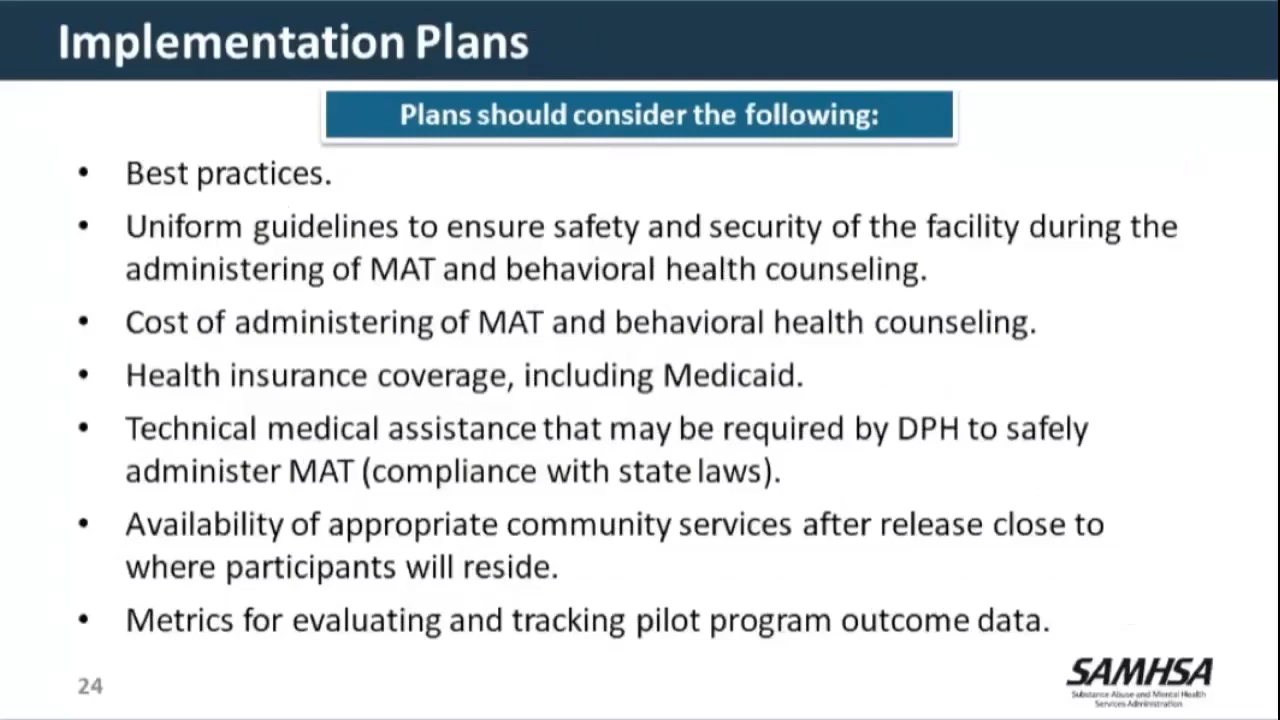 Implementation Plans
Plans should consider the following:
• Best practices.
• Uniform guidelines to ensure safety and security of the facility during the
administering of MAT and behavioral health counseling.
• Cost of administering of MAT and behavioral health counseling.
• Health insurance coverage, including Medicaid.
• Technical medical assistance that may be required by DPH to safely
administer MAT (compliance with state laws).
• Availability of appropriate community services after release close to
where participants will reside.
• Metrics for evaluating and tracking pilot program outcome data.
24
SAMHSA
Substance Abuse and Mental Health
Services Administration